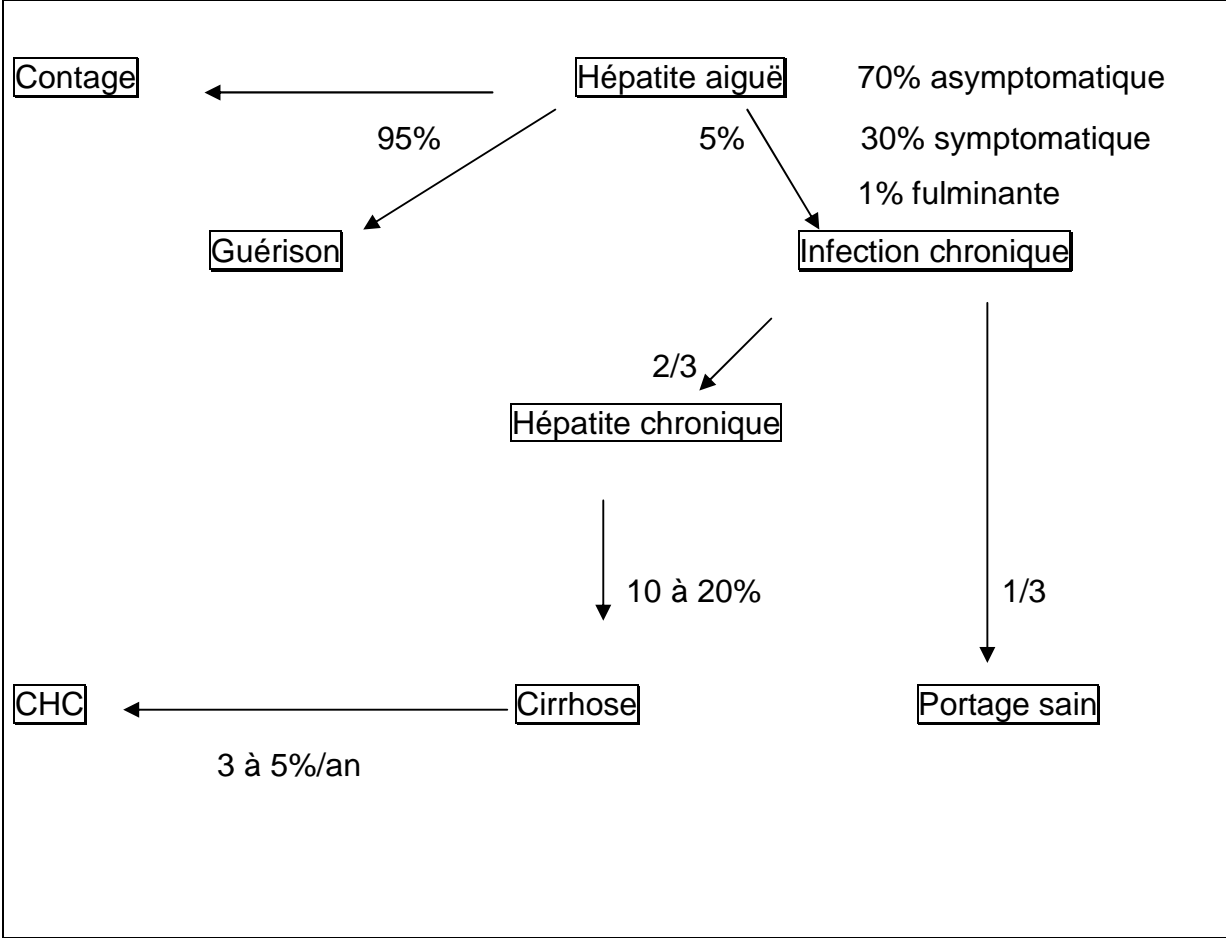 Contage
Hépatite aiguë
70% asymptomatique
95%
5%
30% symptomatique
1% fulminante
Guérison
Infection chronique
2/3
Hépatite chronique
10 à 20%
1/3
CHC
Cirrhose
Portage sain
3 à 5%/an